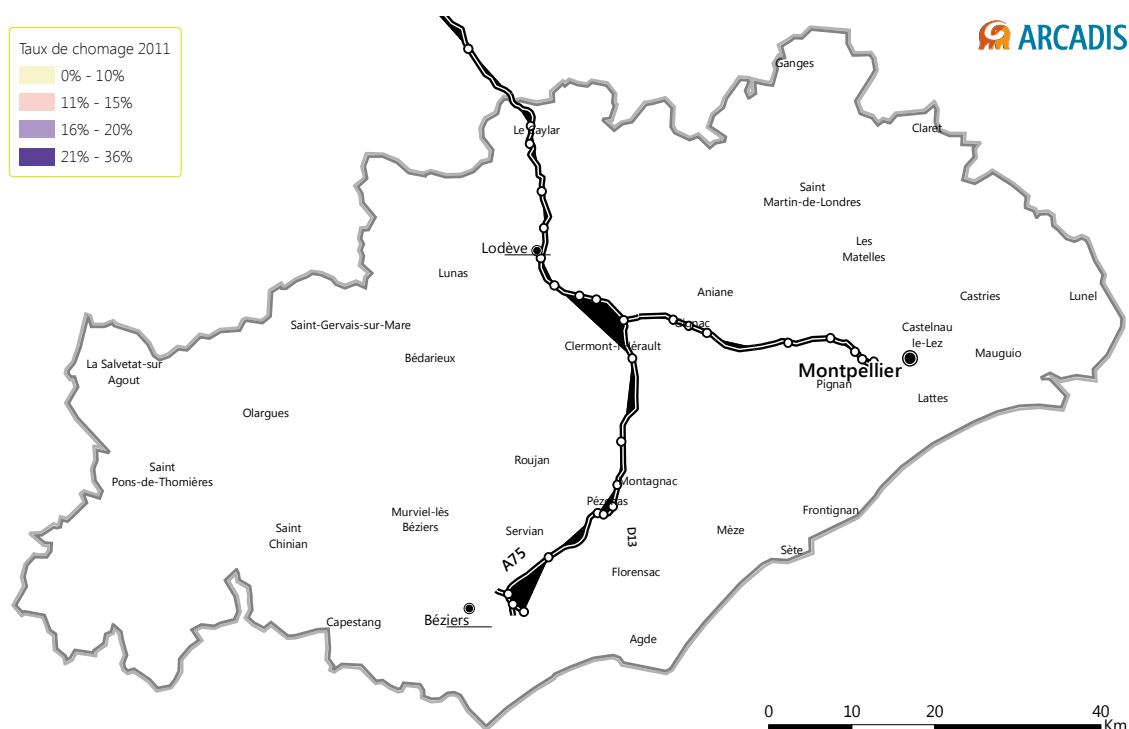 Taux de chomage 2011
0% - 10%
11% - 15%
16% - 20%
21% - 36%
ARCADIS
Ganges
Claret
Le Caylar
Saint
Martin-de-Londres
Les
Matelles
Lodève
Lunas
Aniane
Castries
Lunel
Saint-Gervais-sur-Mare
Gignac
Castelnau
le-Lez
Clermont-l'Hérault
Mauguio
Bédarieux
La Salvetat-sur
Agout
Montpellier
Pignan
Lattes
Olargues
Roujan
Saint
Pons-de-Thomières
Montagnac
Pézenas
Frontignan
Murviel-lès
Béziers
Saint
Chinian
Servian
D13
Mèze
Sète
A75
Florensac
Capestang
Béziers
Agde
0 10 20 40
Km